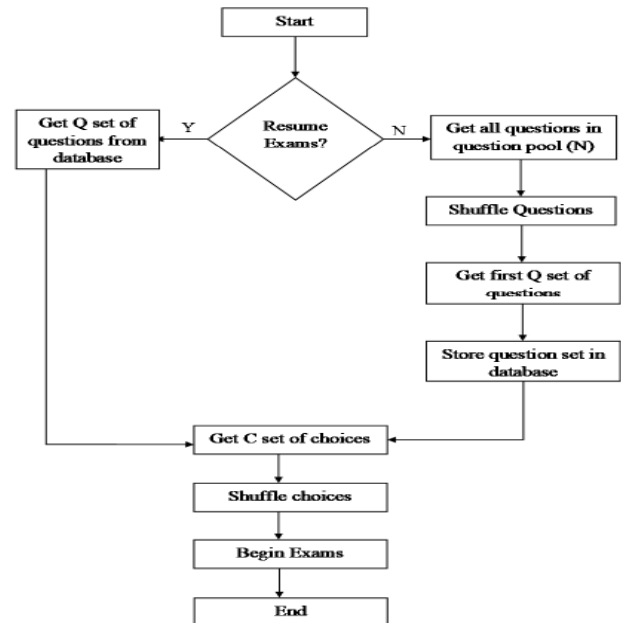 Start
Resume
Exams?
Y
N
Get Q set of
questions from
database
Get all questions in
question pool (N)
Shuffle Questions
Get first Q set of
questions
Store question set in
database
Get C set of choices
Shuffle choices
Begin Exams
End